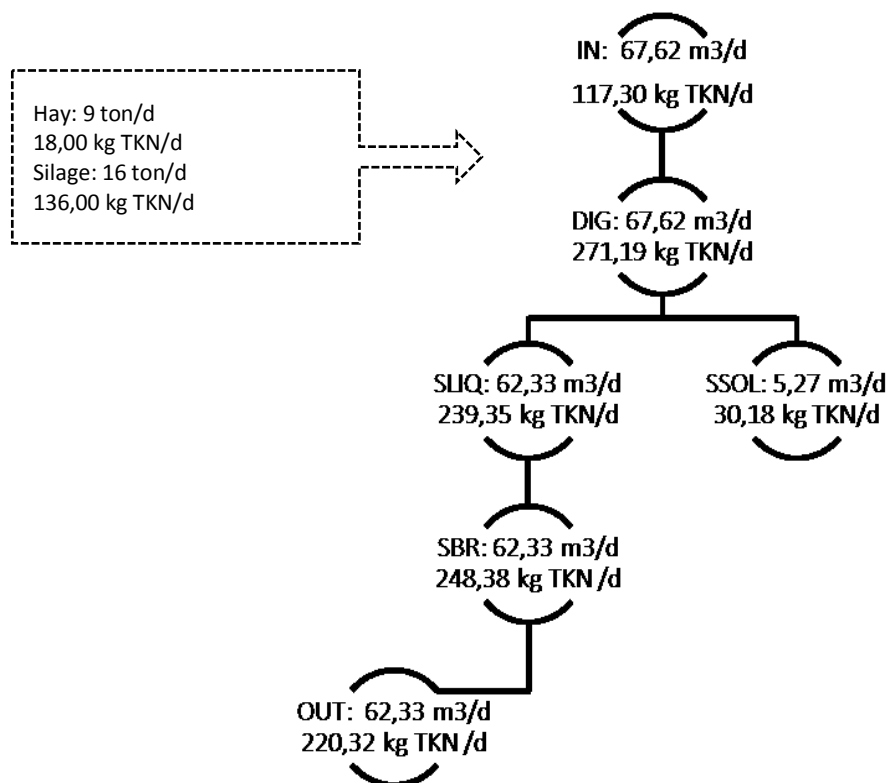 IN: 67,62 m3/d
117,30 kg TKN/d
Hay: 9 ton/d
18,00 kg TKN/d
Silage: 16 ton/d
136,00 kg TKN/d
DIG: 67,62 m3/d
271,19 kg TKN/d
SLIQ: 62,33 m3/d
239,35 kg TKN/d
SSOL: 5,27 m3/d
30,18 kg TKN/d
SBR: 62,33 m3/d
248,38 kg TKN /d
OUT: 62,33 m3/d
220,32 kg TKN /d